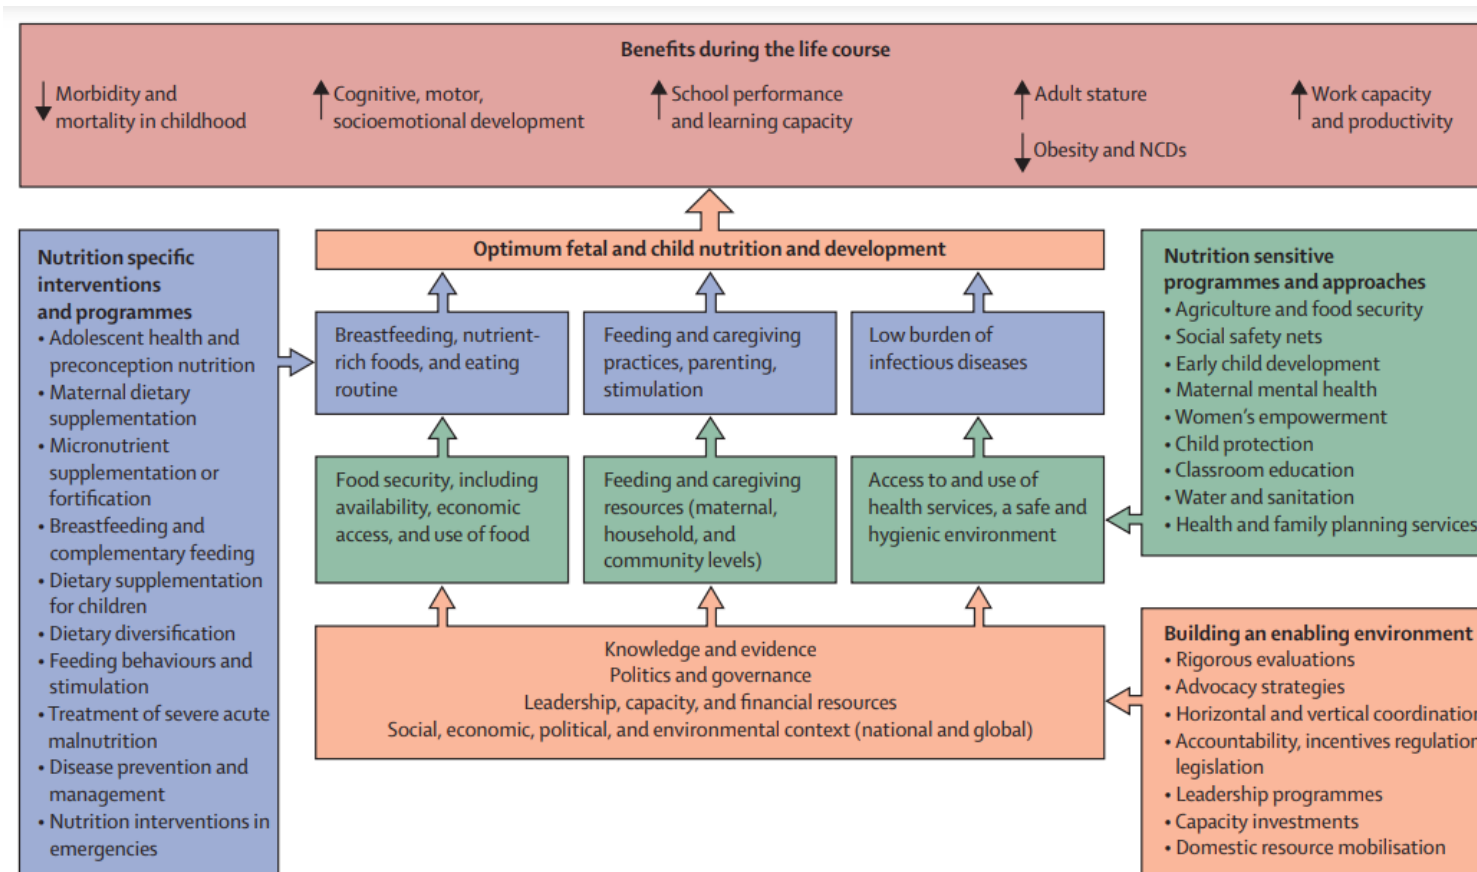 Benefits during the life course
Morbidity and
mortality in childhood
Cognitive, motor,
socioemotional development
School performance
and learning capacity
Adult stature
Obesity and NCDs
Work capacity
and productivity
Nutrition specific
interventions
and programmes
• Adolescent health and
preconception nutrition
• Maternal dietary
supplementation
• Micronutrient
supplementation or
fortification
• Breastfeeding and
complementary feeding
• Dietary supplementation
for children
• Dietary diversification
• Feeding behaviours and
stimulation
• Treatment of severe acute
malnutrition
• Disease prevention and
management
• Nutrition interventions in
emergencies
Optimum fetal and child nutrition and development
Breastfeeding, nutrient-
rich foods, and eating
routine
Feeding and caregiving
practices, parenting,
stimulation
Low burden of
infectious diseases
Food security, including
availability, economic
access, and use of food
Feeding and caregiving
resources (maternal,
household, and
community levels)
Access to and use of
health services, a safe and
hygienic environment
Knowledge and evidence
Politics and governance
Leadership, capacity, and financial resources
Social, economic, political, and environmental context (national and global)
Nutrition sensitive
programmes and approaches
• Agriculture and food security
• Social safety nets
• Early child development
• Maternal mental health
• Women's empowerment
• Child protection
• Classroom education
• Water and sanitation
• Health and family planning services
Building an enabling environment
• Rigorous evaluations
• Advocacy strategies
• Horizontal and vertical coordination
• Accountability, incentives regulation
legislation
• Leadership programmes
• Capacity investments
• Domestic resource mobilisation